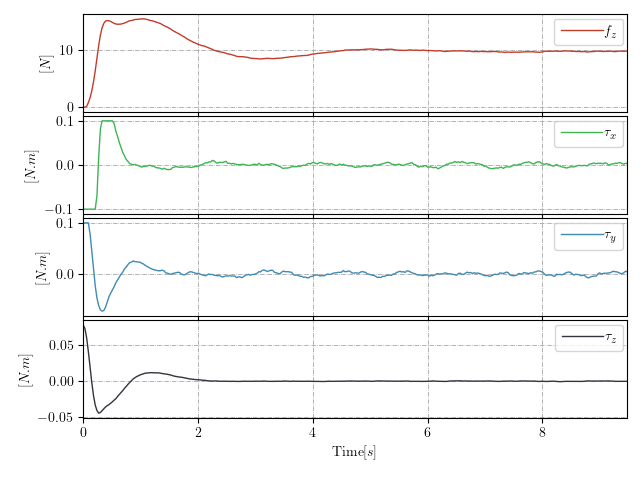 10
0
[N]
f_z
0.1
0.0
−0.1
[N.m]
τ_x
0.1
0.0
[N.m]
τ_y
0.05
0.00
−0.05
[N.m]
τ_z
0 2 4 6 8
Time[s]